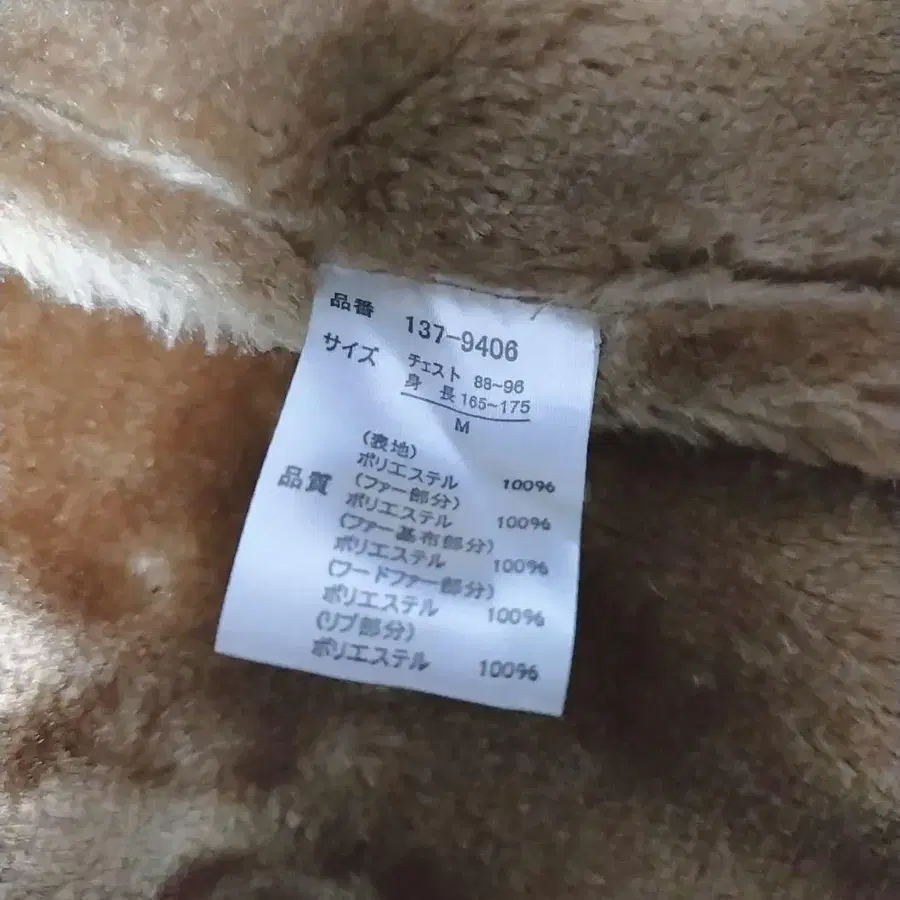 品番 137-9406
サイズ チェスト 88~96
身長 165~175
M
品質
(表地)
ポリエステル 100%
(ファー部分)
ポリエステル 100%
(ファー基布部分)
ポリエステル 100%
(フードファー部分)
ポリエステル 100%
(リブ部分)
ポリエステル 100%